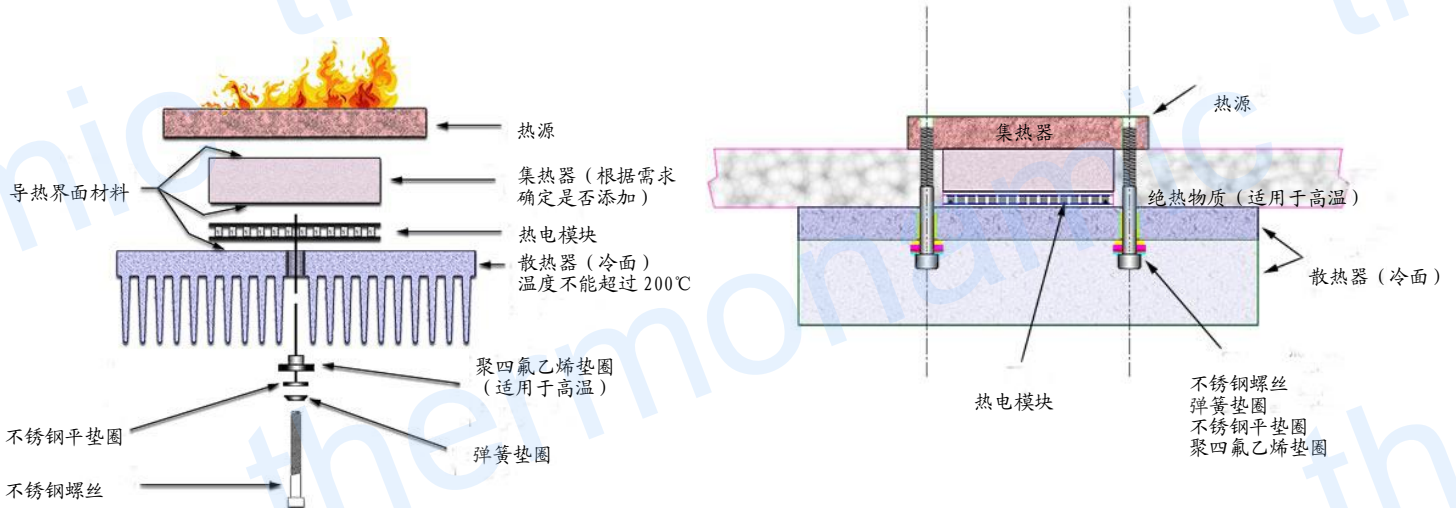 热源
集热器（根据需求
确定是否添加）
导热界面材料
热电模块
散热器（冷面）
温度不能超过200℃
聚四氟乙烯垫圈
（适用于高温）
不锈钢平垫圈
弹簧垫圈
不锈钢螺丝
热源
集热器
绝热物质（适用于高温）
散热器（冷面）
热电模块
不锈钢螺丝
弹簧垫圈
不锈钢平垫圈
聚四氟乙烯垫圈
thermonamic